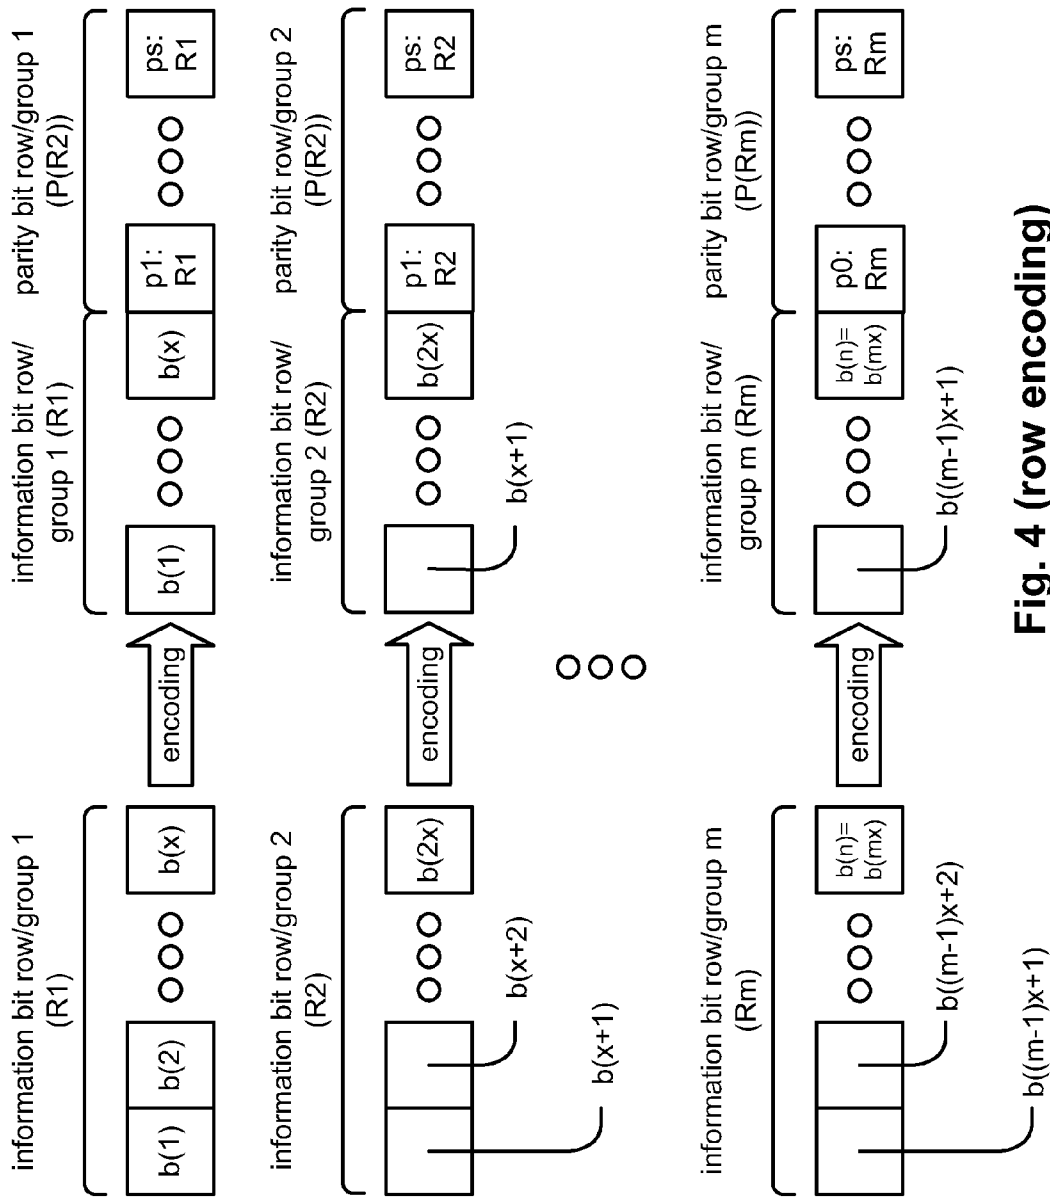 information bit row/group 1
(R1)
b(1)
b(2)
b(x)
encoding
information bit row/
group 1 (R1)
b(1)
b(x)
parity bit row/group 1
(P(R2))
p1:
R1
ps:
R1
information bit row/group 2
(R2)
b(2x)
b(x+2)
b(x+1)
encoding
information bit row/
group 2 (R2)
b(2x)
b(x+1)
parity bit row/group 2
(P(R2))
p1:
R2
ps:
R2
information bit row/group m
(Rm)
b(n)=
b(mx)
b((m-1)x+2)
b((m-1)x+1)
encoding
information bit row/
group m (Rm)
b(n)=
b(mx)
b((m-1)x+1)
parity bit row/group m
(P(Rm))
p0:
Rm
ps:
Rm
Fig. 4 (row encoding)